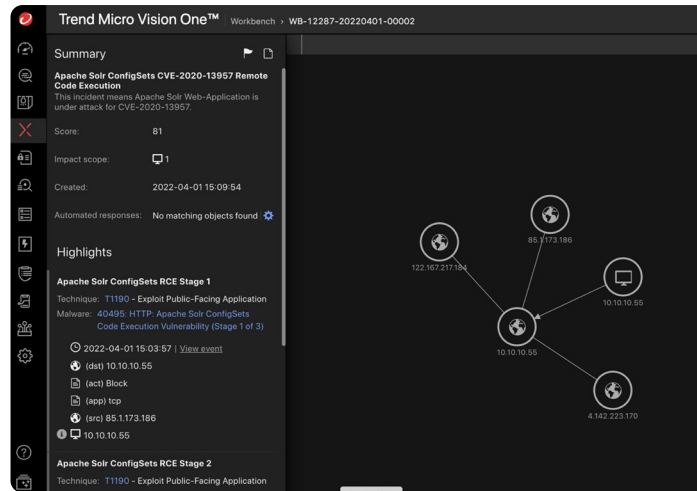 Trend Micro Vision One™ Workbench > WB-12287-20220401-00002
Summary
Apache Solr ConfigSets CVE-2020-13957 Remote
Code Execution
This incident means Apache Solr Web-Application is
under attack for CVE-2020-13957.
Score: 81
Impact scope: 1
Created: 2022-04-01 15:09:54
Automated responses: No matching objects found
Highlights
Apache Solr ConfigSets RCE Stage 1
Technique: T1190 - Exploit Public-Facing Application
Malware: 40495: HTTP: Apache Solr ConfigSets
Code Execution Vulnerability (Stage 1 of 3)
2022-04-01 15:03:57 | View event
(dst) 10.10.10.55
(act) Block
(app) tcp
(src) 85.1.173.186
10.10.10.55
Apache Solr ConfigSets RCE Stage 2
Technique: T1190 - Exploit Public-Facing Application
85.1.173.186
122.167.217.184
10.10.10.55
10.10.10.55
4.142.223.170